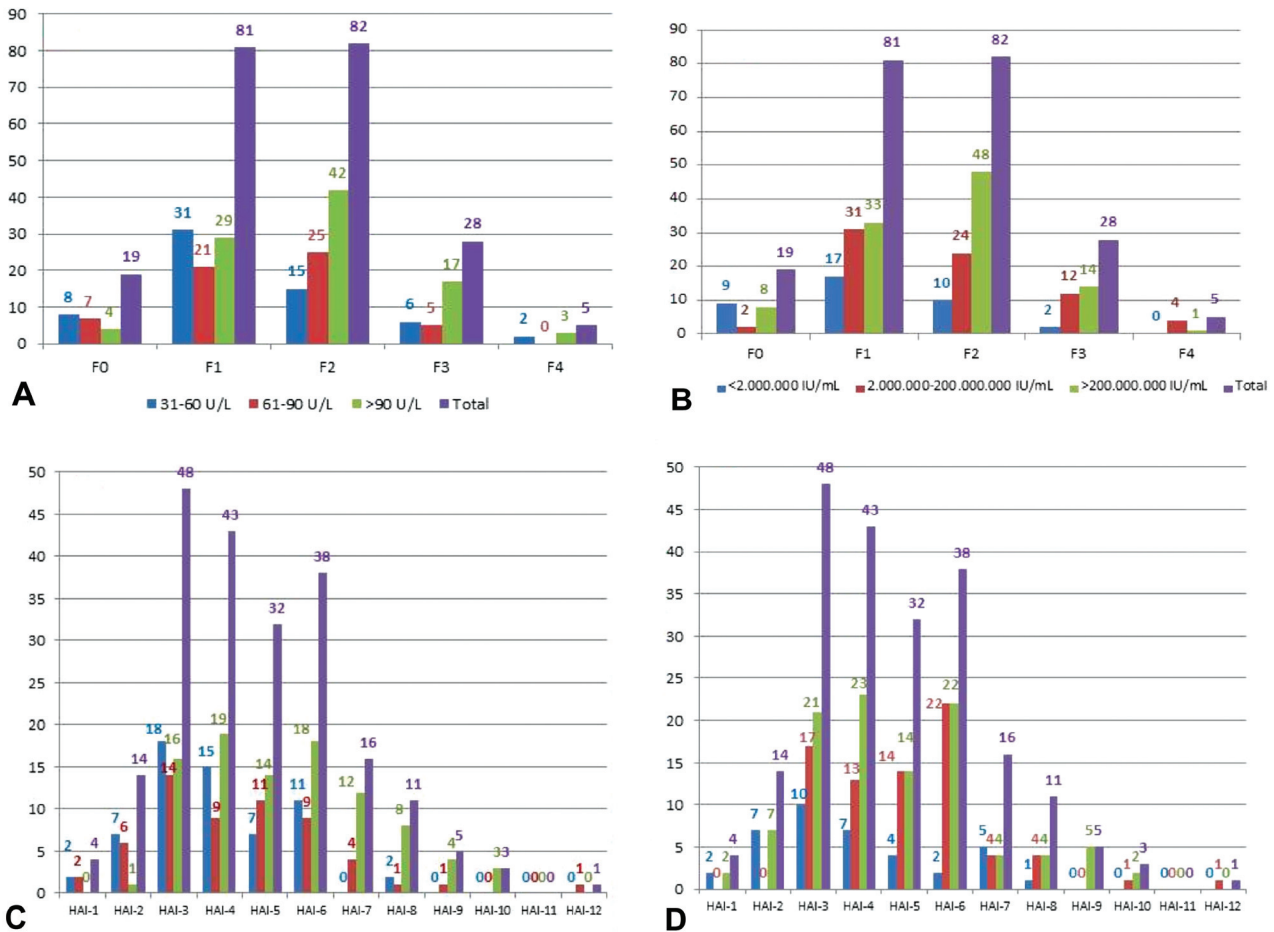 90
80
70
60
50
40
30
20
10
0
8 7 4 19
31 21 29 81
15 25 42 82
6 5 17 28
2 0 3 5
F0 F1 F2 F3 F4
A
31-60 U/L 61-90 U/L >90 U/L Total
90
80
70
60
50
40
30
20
10
0
9 2 8 19
17 31 33 81
10 24 48 82
2 12 14 28
0 4 1 5
F0 F1 F2 F3 F4
B
<2.000.000 IU/mL 2.000.000-200.000.000 IU/mL >200.000.000 IU/mL Total
50
45
40
35
30
25
20
15
10
5
0
2 2 0 4
7 6 1 14
18 14 16 48
15 9 19 43
7 11 14 32
11 9 18 38
0 4 12 16
2 1 8 11
0 1 4 5
0 0 3 3
0 0 0 0
0 1 0 1
HAI-1 HAI-2 HAI-3 HAI-4 HAI-5 HAI-6 HAI-7 HAI-8 HAI-9 HAI-10 HAI-11 HAI-12
C
50
45
40
35
30
25
20
15
10
5
0
2 0 2 4
7 0 7 14
10 17 21 48
7 13 23 43
4 14 14 32
2 22 22 38
5 4 4 16
1 4 4 11
0 0 5 5
0 1 2 3
0 0 0 0
0 1 0 1
HAI-1 HAI-2 HAI-3 HAI-4 HAI-5 HAI-6 HAI-7 HAI-8 HAI-9 HAI-10 HAI-11 HAI-12
D